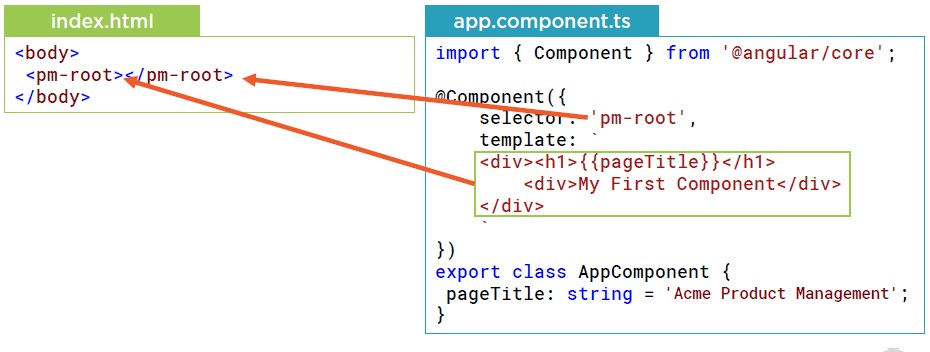 index.html
<body>
<pm-root></pm-root>
</body>
app.component.ts
import { Component } from '@angular/core';
@Component({
selector: 'pm-root',
template: `
<div><h1>{{pageTitle}}</h1>
<div>My First Component</div>
</div>
`
})
export class AppComponent {
pageTitle: string = 'Acme Product Management';
}